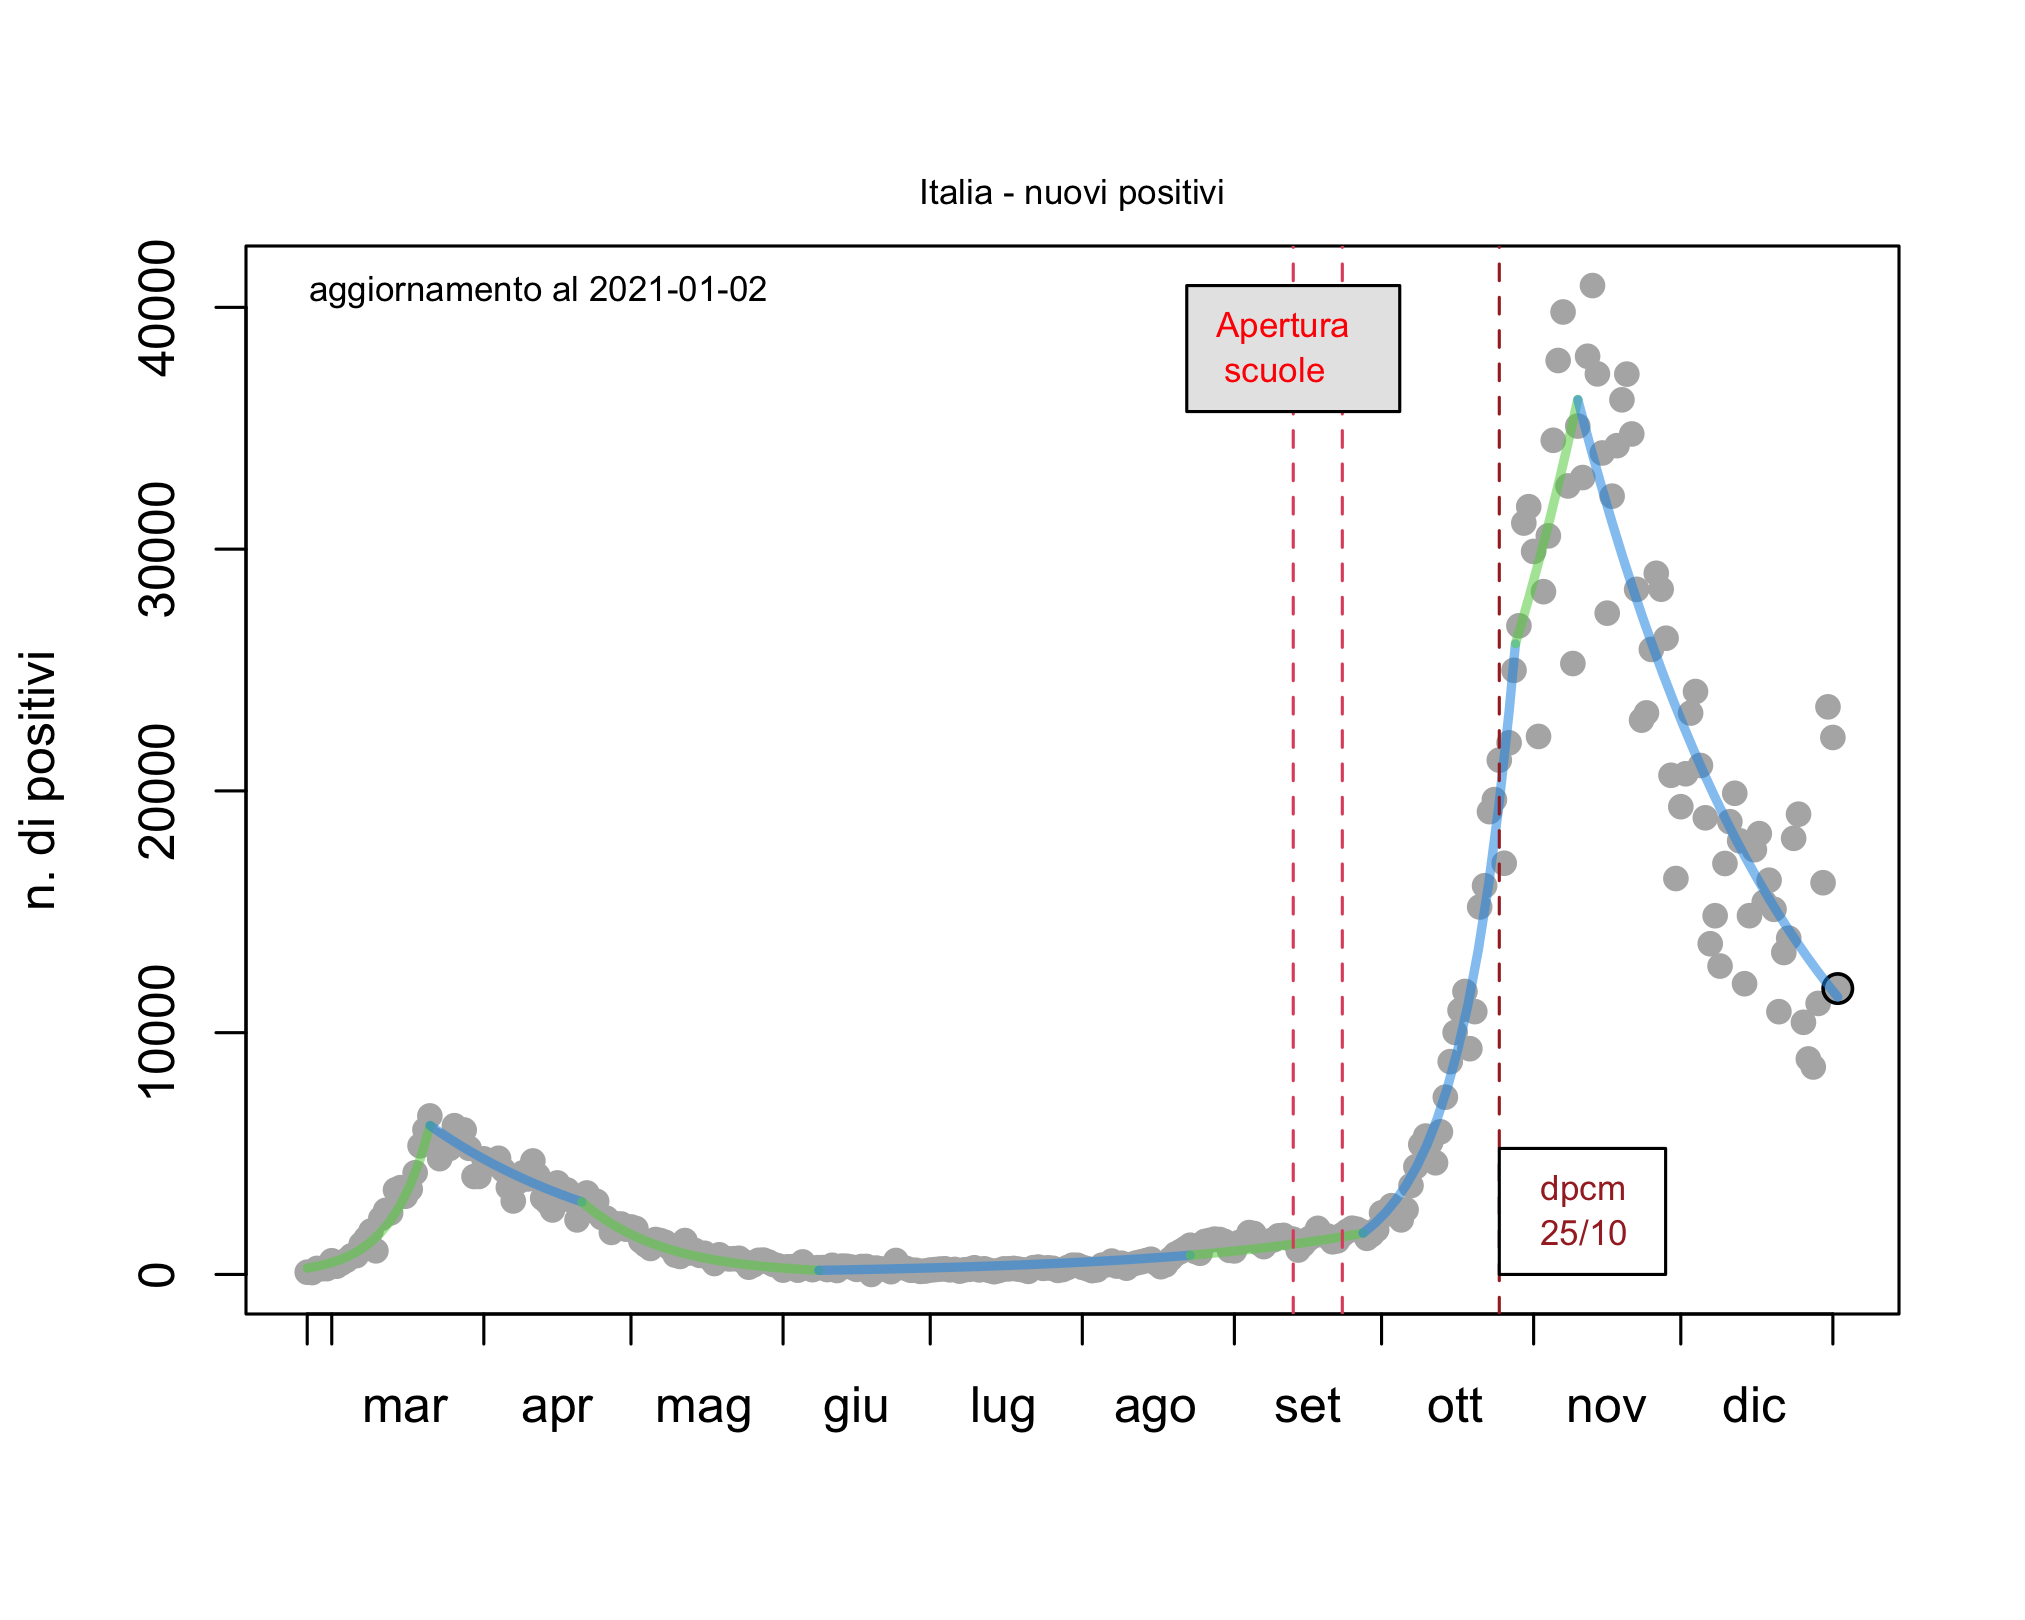 Italia - nuovi positivi
aggiornamento al 2021-01-02
Apertura
scuole
dpcm
25/10
n. di positivi
40000
30000
20000
10000
0
mar apr mag giu lug ago set ott nov dic